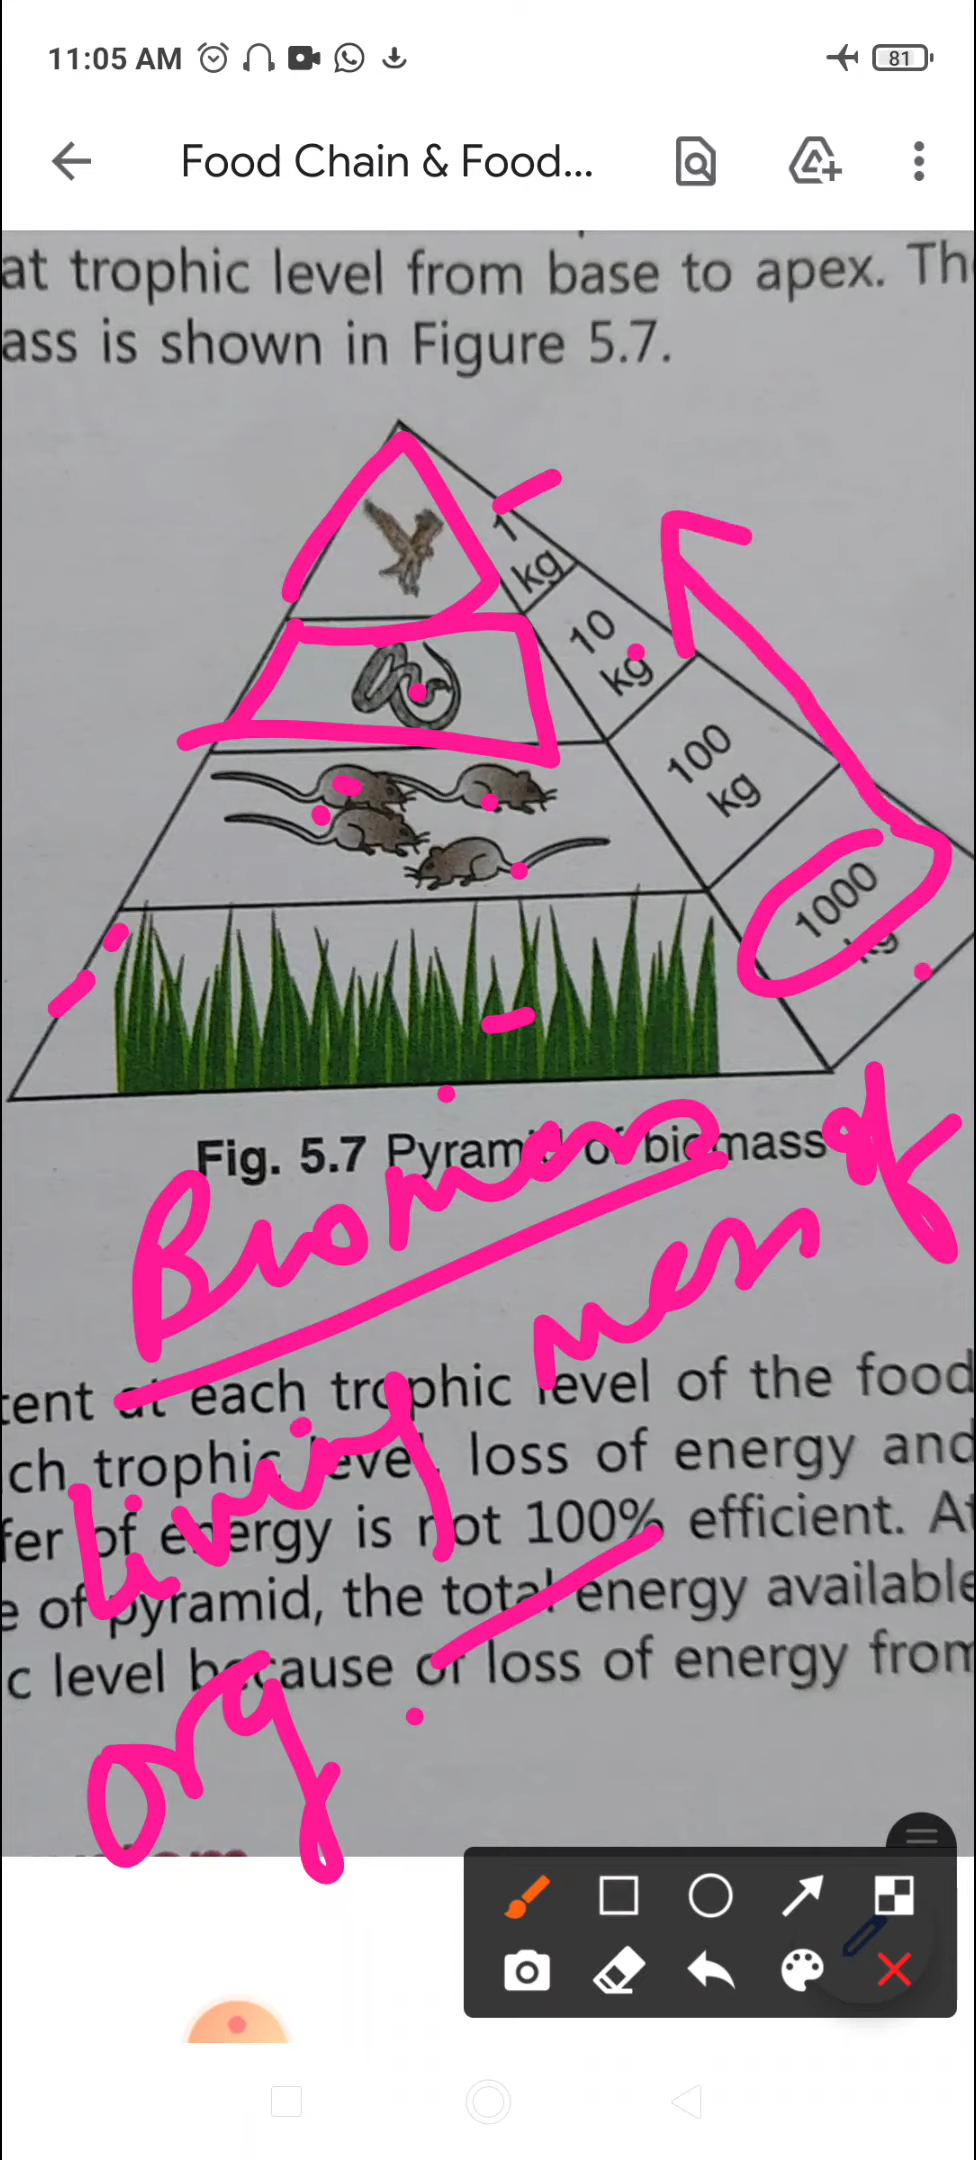 11:05 AM
81
Food Chain & Food...
at trophic level from base to apex. Th
ass is shown in Figure 5.7.
1
kg
10
kg
100
kg
1000
kg
Fig. 5.7 Pyramid of biomass
Biomass
mass of
living
org.
tent at each trophic level of the food
ch trophic level, loss of energy and
fer of energy is not 100% efficient. At
e of pyramid, the total energy available
c level because of loss of energy from